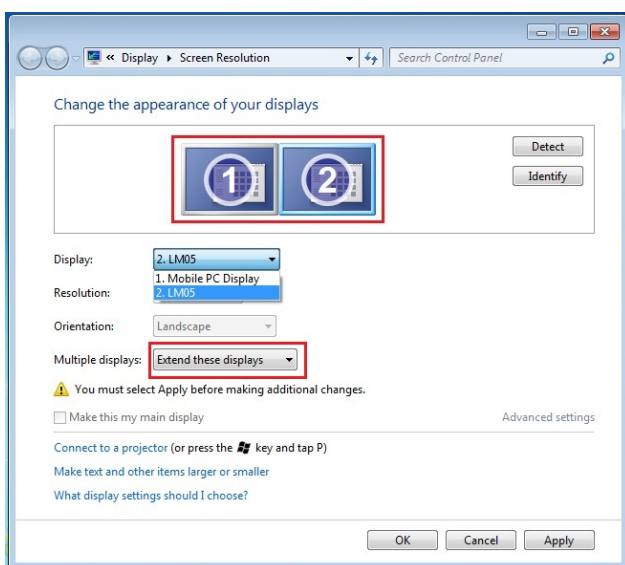 « Display ▸ Screen Resolution Search Control Panel
Change the appearance of your displays
1 2
Detect
Identify
Display: 2. LM05
1. Mobile PC Display
Resolution: 2. LM05
Orientation: Landscape
Multiple displays: Extend these displays
You must select Apply before making additional changes.
Make this my main display Advanced settings
Connect to a projector (or press the key and tap P)
Make text and other items larger or smaller
What display settings should I choose?
OK Cancel Apply